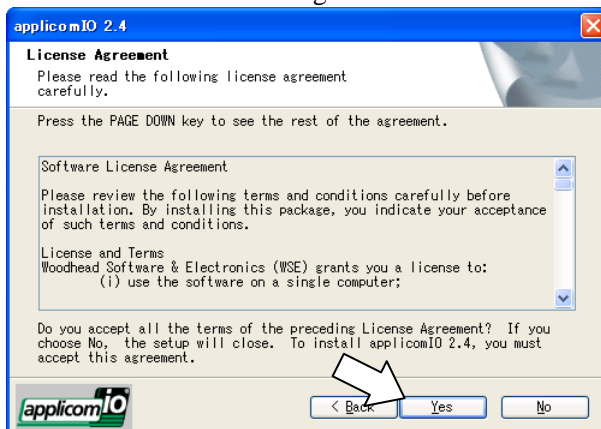 applicomIO 2.4
License Agreement
Please read the following license agreement
carefully.
Press the PAGE DOWN key to see the rest of the agreement.
Software License Agreement
Please review the following terms and conditions carefully before
installation. By installing this package, you indicate your acceptance
of such terms and conditions.
License and Terms
Woodhead Software & Electronics (WSE) grants you a license to:
(i) use the software on a single computer;
Do you accept all the terms of the preceding License Agreement? If you
choose No, the setup will close. To install applicomIO 2.4, you must
accept this agreement.
applicom IO
< Back Yes No